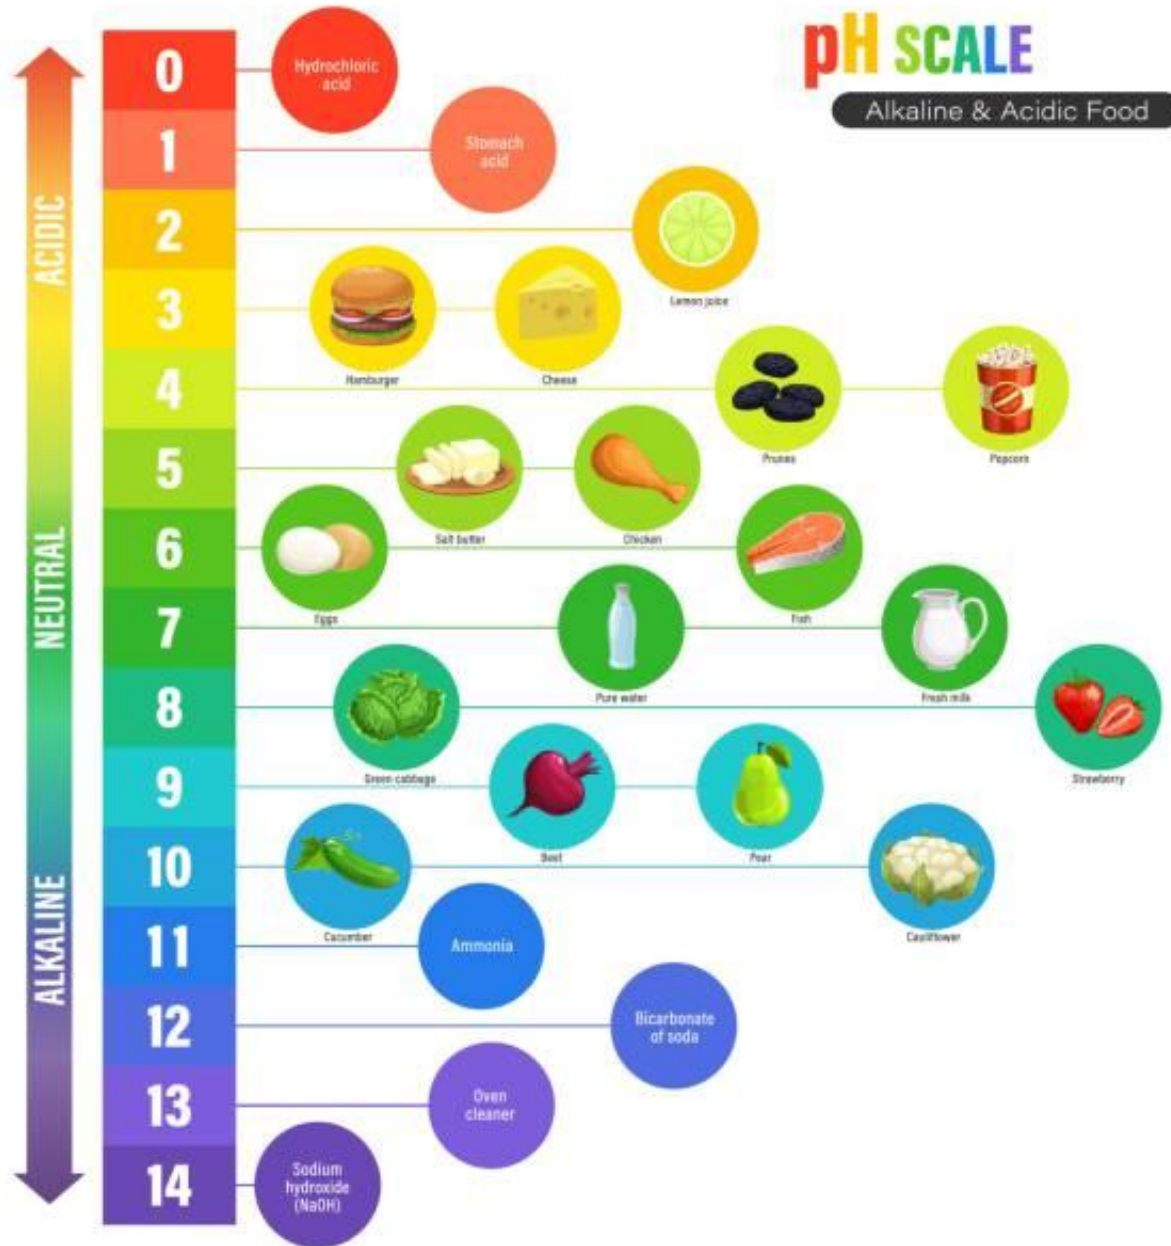 pH SCALE
Alkaline & Acidic Food
ACIDIC
NEUTRAL
ALKALINE
0
Hydrochloric
acid
1
Stomach
acid
2
Lemon juice
3
Hamburger
Cheese
4
Prunes
Popcorn
5
Salt butter
Chicken
6
Eggs
Fish
7
Pure water
Fresh milk
8
Green cabbage
Strawberry
9
Beet
Pear
10
Cucumber
Cauliflower
11
Ammonia
12
Bicarbonate
of soda
13
Oven
cleaner
14
Sodium
hydroxide
(NaOH)